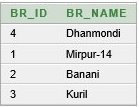 BR_ID BR_NAME
4 Dhanmondi
1 Mirpur-14
2 Banani
3 Kuril